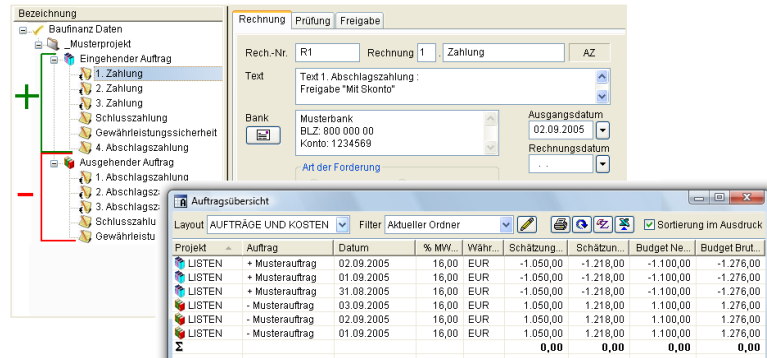 Bezeichnung
Baufinanz Daten
_Musterprojekt
Eingehender Auftrag
1. Zahlung
2. Zahlung
3. Zahlung
Schlusszahlung
Gewährleistungssicherheit
4. Abschlagszahlung
Ausgehender Auftrag
1. Abschlagszahlung
2. Abschlagsz
3. Abschlagsz
Schlusszahlu
Gewährleistu
Rechnung Prüfung Freigabe
Rech.-Nr. R1 Rechnung 1 . Zahlung AZ
Text Text 1. Abschlagszahlung :
Freigabe "Mit Skonto"
Bank Musterbank
BLZ: 800 000 00
Konto: 1234569
Ausgangsdatum
02.09.2005
Rechnungsdatum
. .
Art der Forderung
Auftragsübersicht
Layout AUFTRÄGE UND KOSTEN Filter Aktueller Ordner Sortierung im Ausdruck
Projekt Auftrag Datum % MW... Währ... Schätzung... Schätzun... Budget Ne... Budget Brut...
LISTEN + Musterauftrag 02.09.2005 16,00 EUR -1.050,00 -1.218,00 -1.100,00 -1.276,00
LISTEN + Musterauftrag 01.09.2005 16,00 EUR -1.050,00 -1.218,00 -1.100,00 -1.276,00
LISTEN + Musterauftrag 31.08.2005 16,00 EUR -1.050,00 -1.218,00 -1.100,00 -1.276,00
LISTEN - Musterauftrag 03.09.2005 16,00 EUR 1.050,00 1.218,00 1.100,00 1.276,00
LISTEN - Musterauftrag 02.09.2005 16,00 EUR 1.050,00 1.218,00 1.100,00 1.276,00
LISTEN - Musterauftrag 01.09.2005 16,00 EUR 1.050,00 1.218,00 1.100,00 1.276,00
Σ 0,00 0,00 0,00 0,00